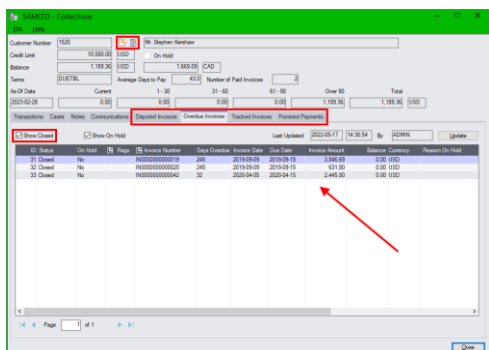 SAMLTD - Collections
File Help
Customer Number 1520 Mr. Stephen Kershaw
Credit Limit 10,000.00 USD On Hold
Balance 1,189.36 USD 1,669.09 CAD
Terms DUETBL Average Days to Pay 43.0 Number of Paid Invoices 2
As-Of Date Current 1 - 30 31 - 60 61 - 90 Over 90 Total
2023-02-20 0.00 0.00 0.00 0.00 1,189.36 1,189.36 USD
Transactions Cases Notes Communications Disputed Invoices Overdue Invoices Tracked Invoices Promised Payments
Show Closed Show On Hold Last Updated 2022-05-17 14:36:54 By ADMIN Update
ID Status On Hold Flags Invoice Number Days Overdue Invoice Date Due Date Invoice Amount Balance Currency Reason On Hold
31 Closed No IN0000000000019 245 2019-09-09 2019-09-15 3,846.69 0.00 USD
32 Closed No IN0000000000020 245 2019-09-09 2019-09-15 631.80 0.00 USD
33 Closed No IN0000000000042 32 2020-04-05 2020-04-15 2,445.80 0.00 USD
Page 1 of 1
Close